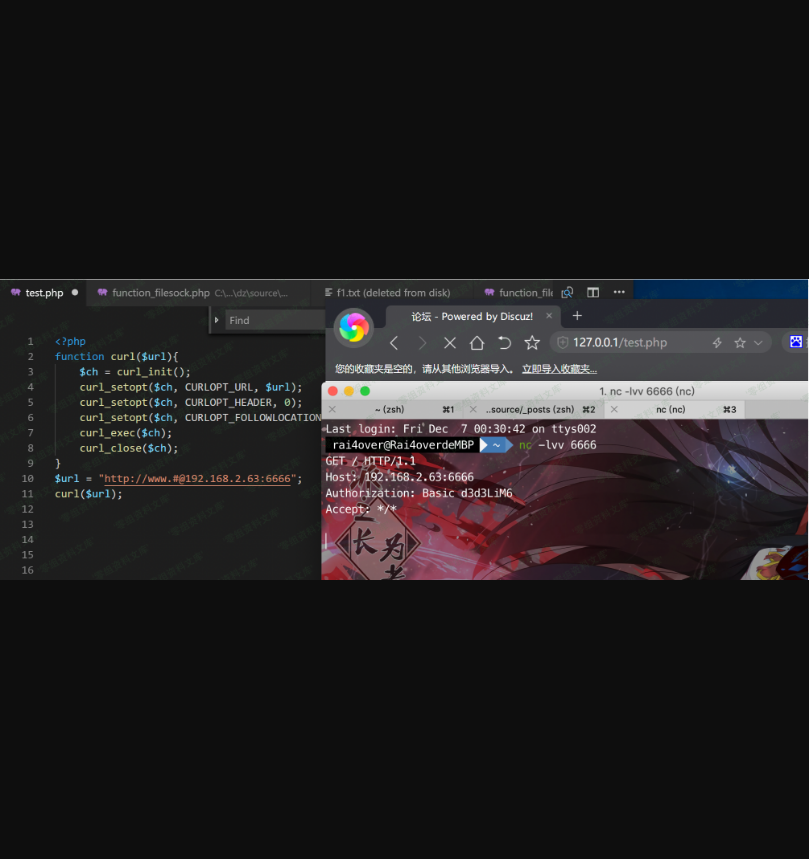 test.php
function_filesock.php C:\...\dz\source\...
f1.txt (deleted from disk)
function_file
Find
1 <?php
2 function curl($url){
3 $ch = curl_init();
4 curl_setopt($ch, CURLOPT_URL, $url);
5 curl_setopt($ch, CURLOPT_HEADER, 0);
6 curl_setopt($ch, CURLOPT_FOLLOWLOCATION
7 curl_exec($ch);
8 curl_close($ch);
9 }
10 $url = "http://www.#@192.168.2.63:6666";
11 curl($url);
12
13
14
15
16
论坛 - Powered by Discuz!
127.0.0.1/test.php
您的收藏夹是空的，请从其他浏览器导入。 立即导入收藏夹...
1. nc -lvv 6666 (nc)
~ (zsh) ⌘1
..source/_posts (zsh) ⌘2
nc (nc) ⌘3
Last login: Fri Dec 7 00:30:42 on ttys002
rai4over@Rai4overdeMBP ~ nc -lvv 6666
GET / HTTP/1.1
Host: 192.168.2.63:6666
Authorization: Basic d3d3LiM6
Accept: */*
长为